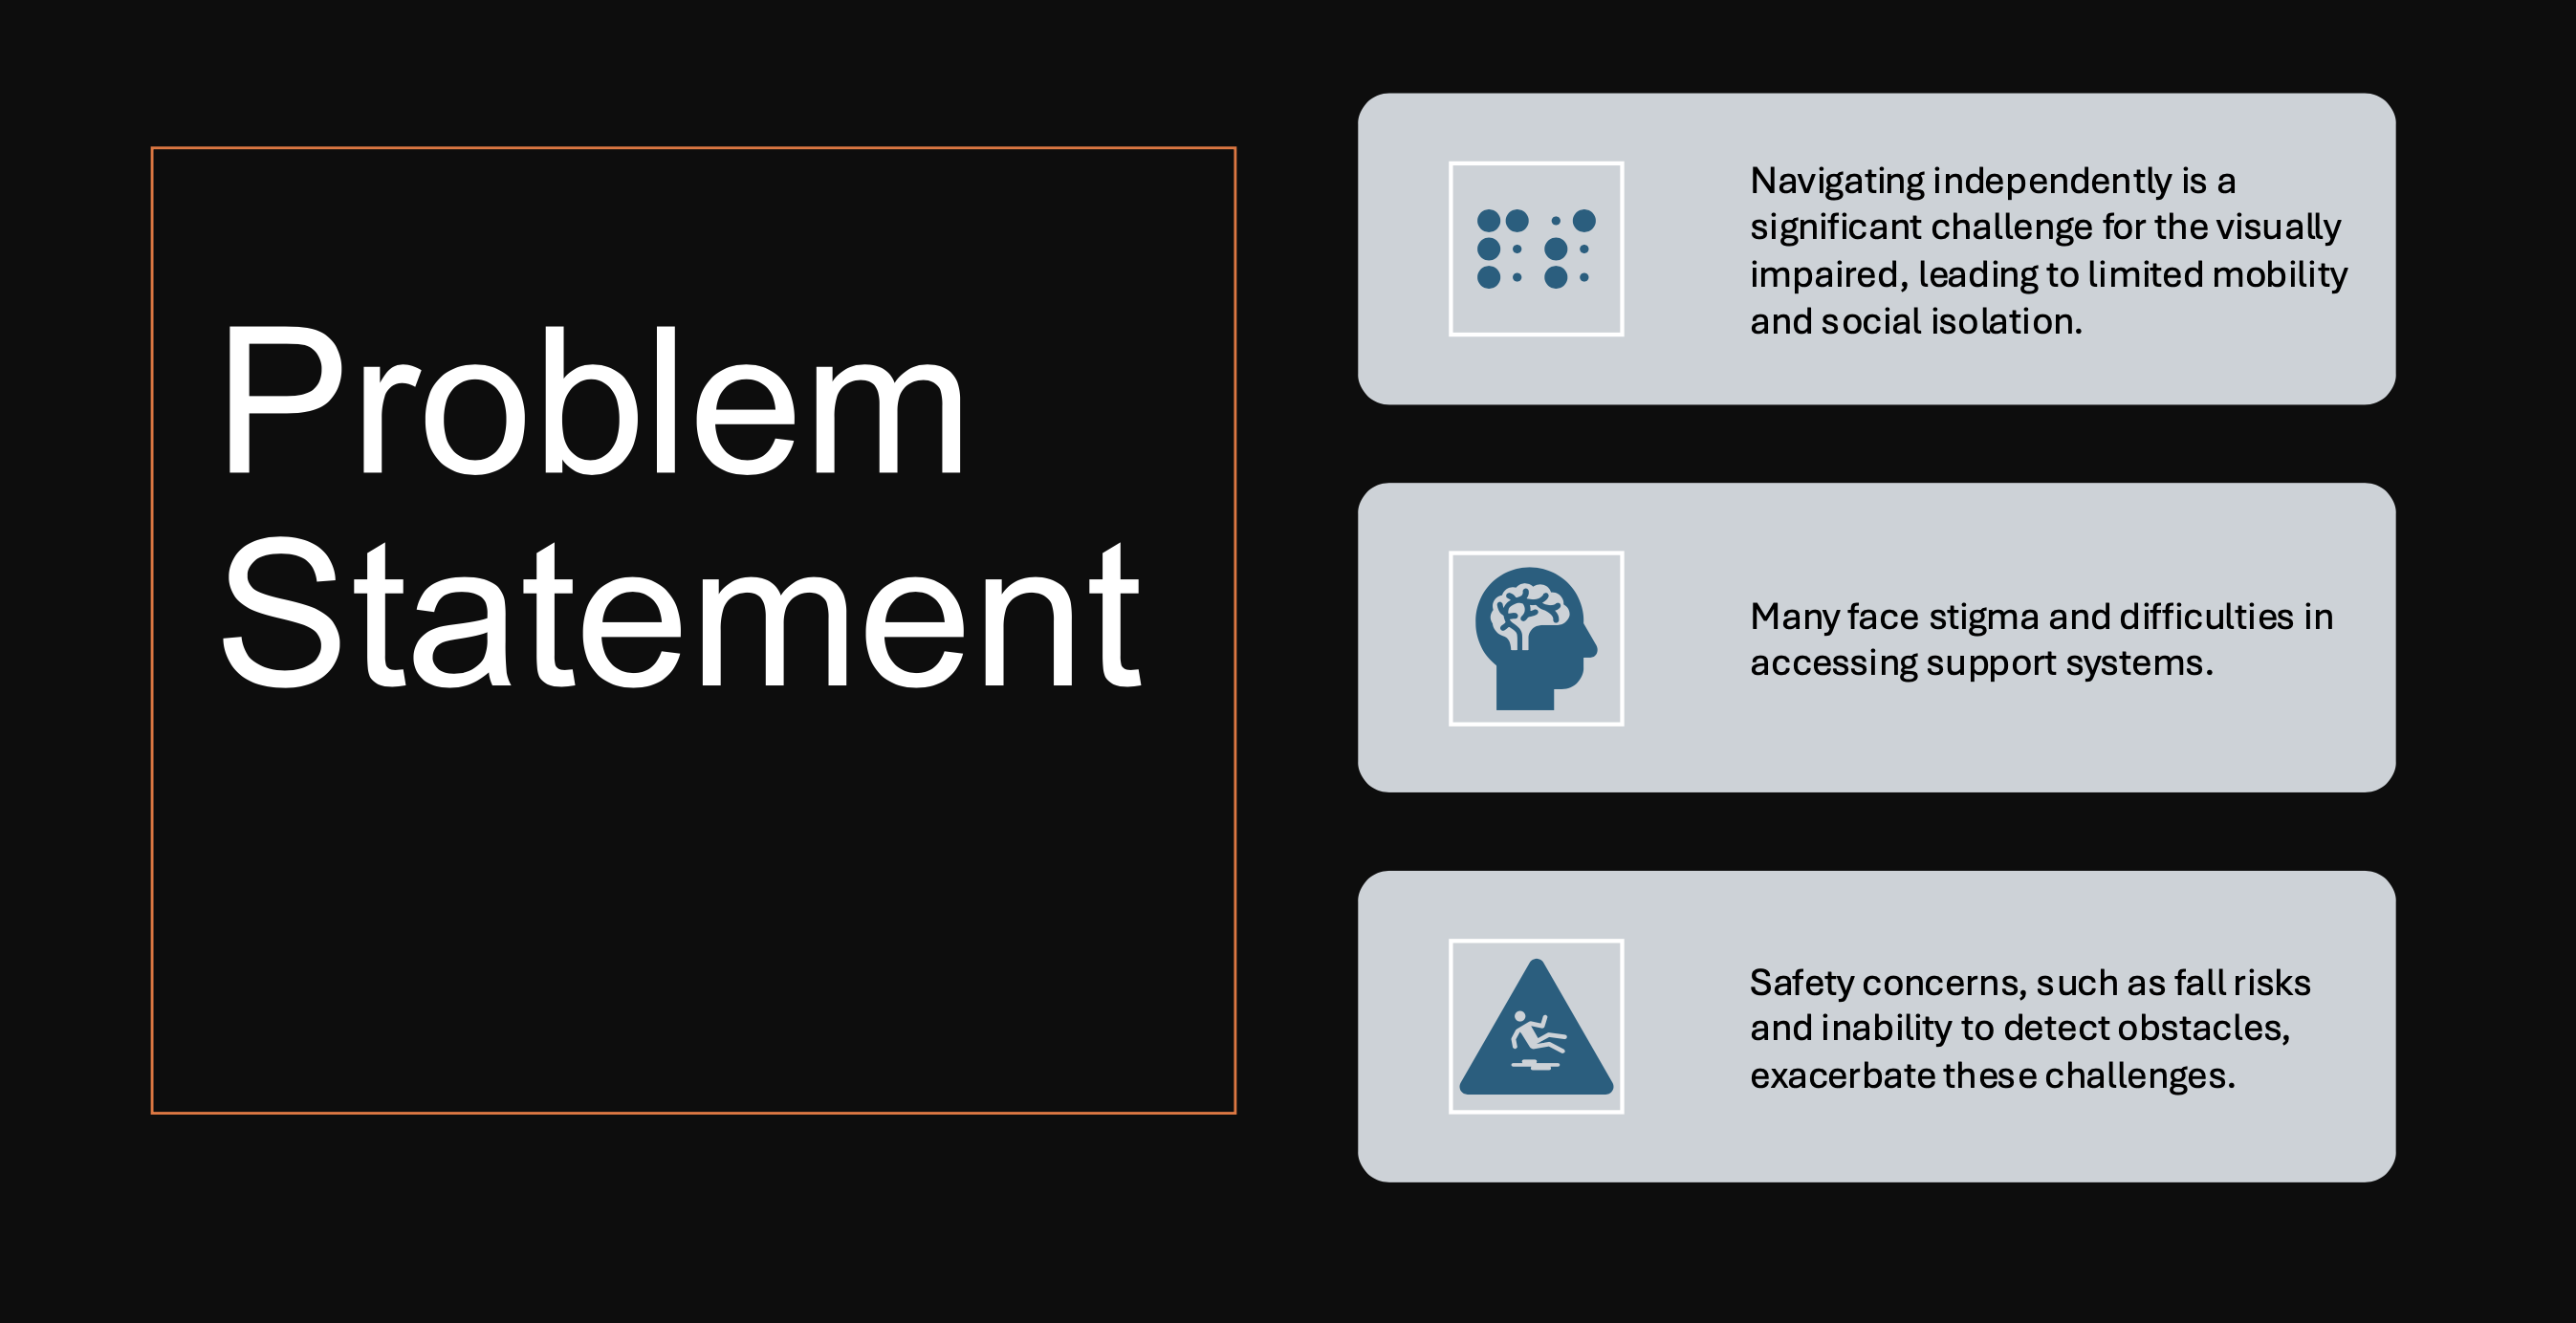 Problem
Statement
Navigating independently is a
significant challenge for the visually
impaired, leading to limited mobility
and social isolation.
Many face stigma and difficulties in
accessing support systems.
Safety concerns, such as fall risks
and inability to detect obstacles,
exacerbate these challenges.